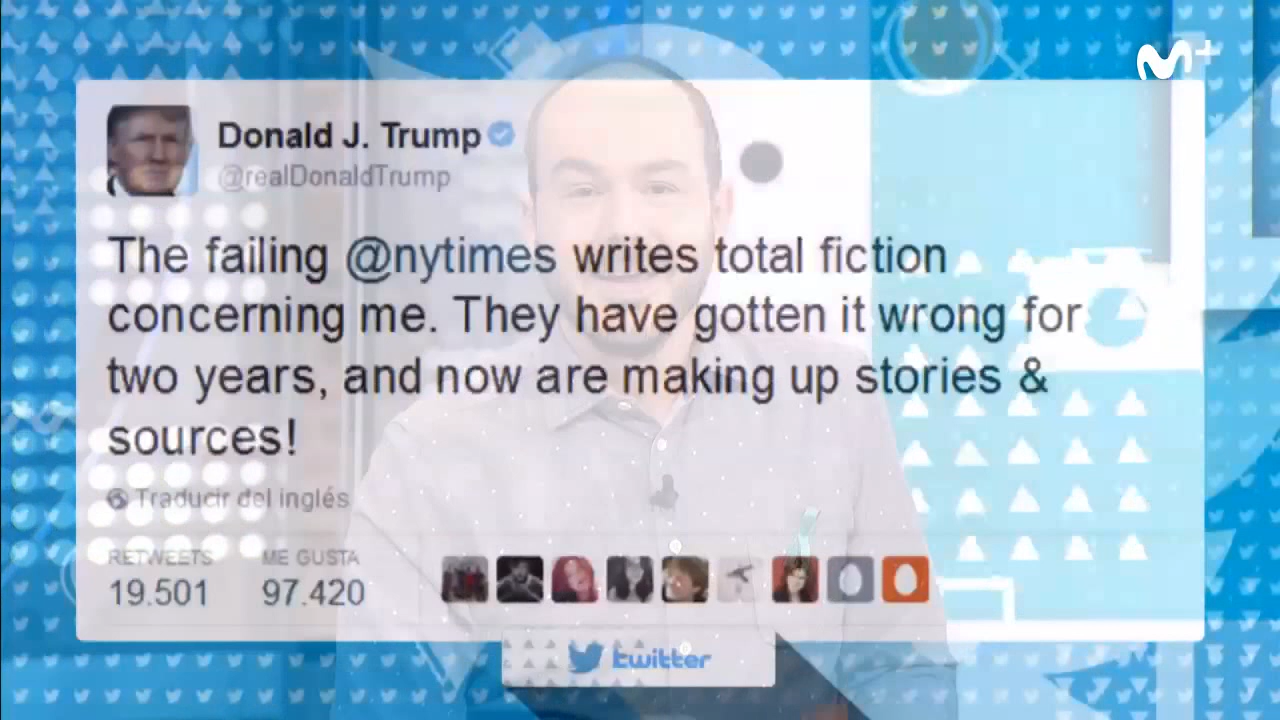 M+
Donald J. Trump
@realDonaldTrump
The failing @nytimes writes total fiction
concerning me. They have gotten it wrong for
two years, and now are making up stories &
sources!
Traducir del inglés
RETWEETS ME GUSTA
19.501 97.420
twitter